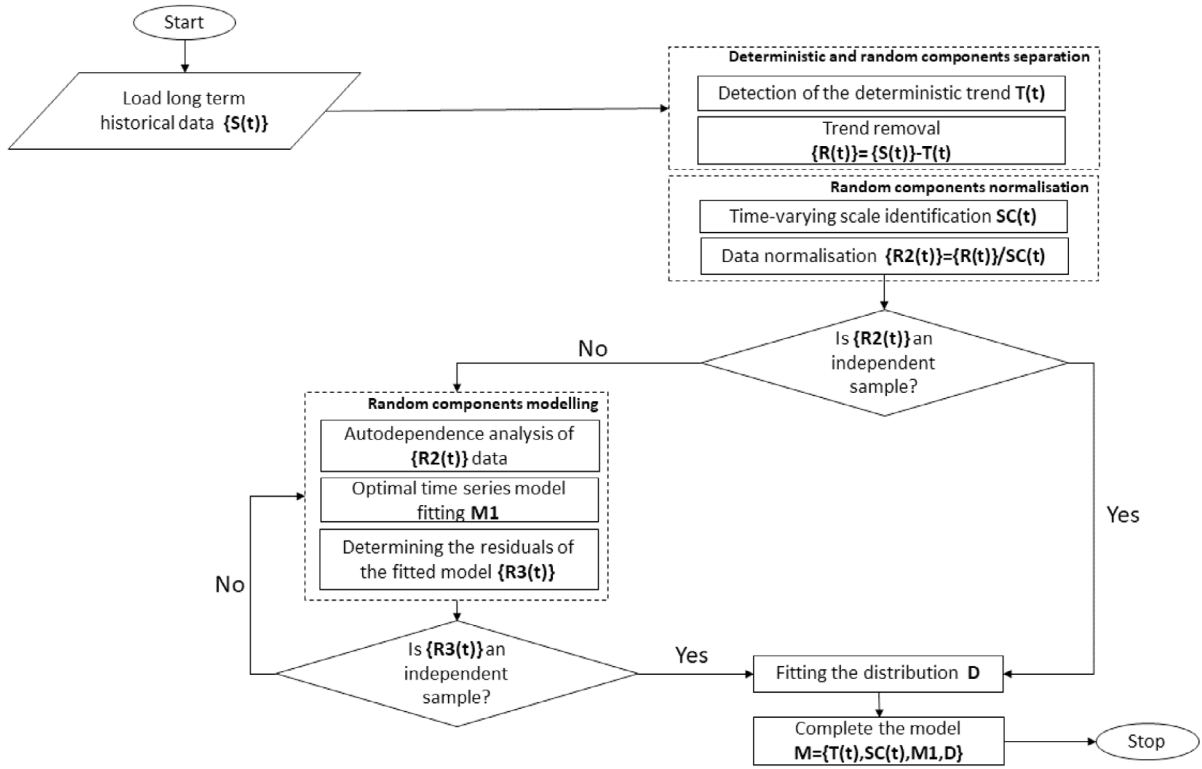 Start
Load long term
historical data {S(t)}
Deterministic and random components separation
Detection of the deterministic trend T(t)
Trend removal
{R(t)}={S(t)}-T(t)
Random components normalisation
Time-varying scale identification SC(t)
Data normalisation {R2(t)}={R(t)}/SC(t)
Is {R2(t)} an
independent
sample?
No
Yes
Random components modelling
Autodependence analysis of
{R2(t)} data
Optimal time series model
fitting M1
Determining the residuals of
the fitted model {R3(t)}
No
Is {R3(t)} an
independent
sample?
Yes
Fitting the distribution D
Complete the model
M={T(t),SC(t),M1,D}
Stop